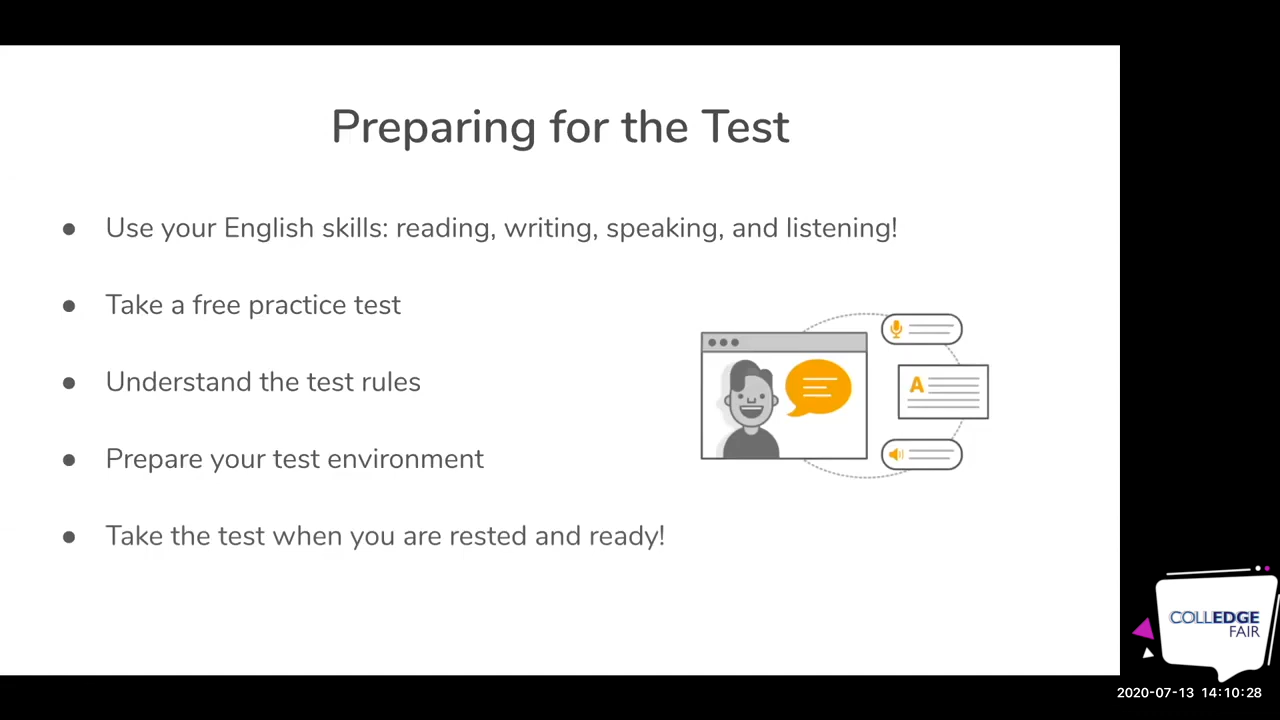 Preparing for the Test
● Use your English skills: reading, writing, speaking, and listening!
● Take a free practice test
● Understand the test rules
● Prepare your test environment
● Take the test when you are rested and ready!
A
COLLEDGE
FAIR
2020-07-13 14:10:28